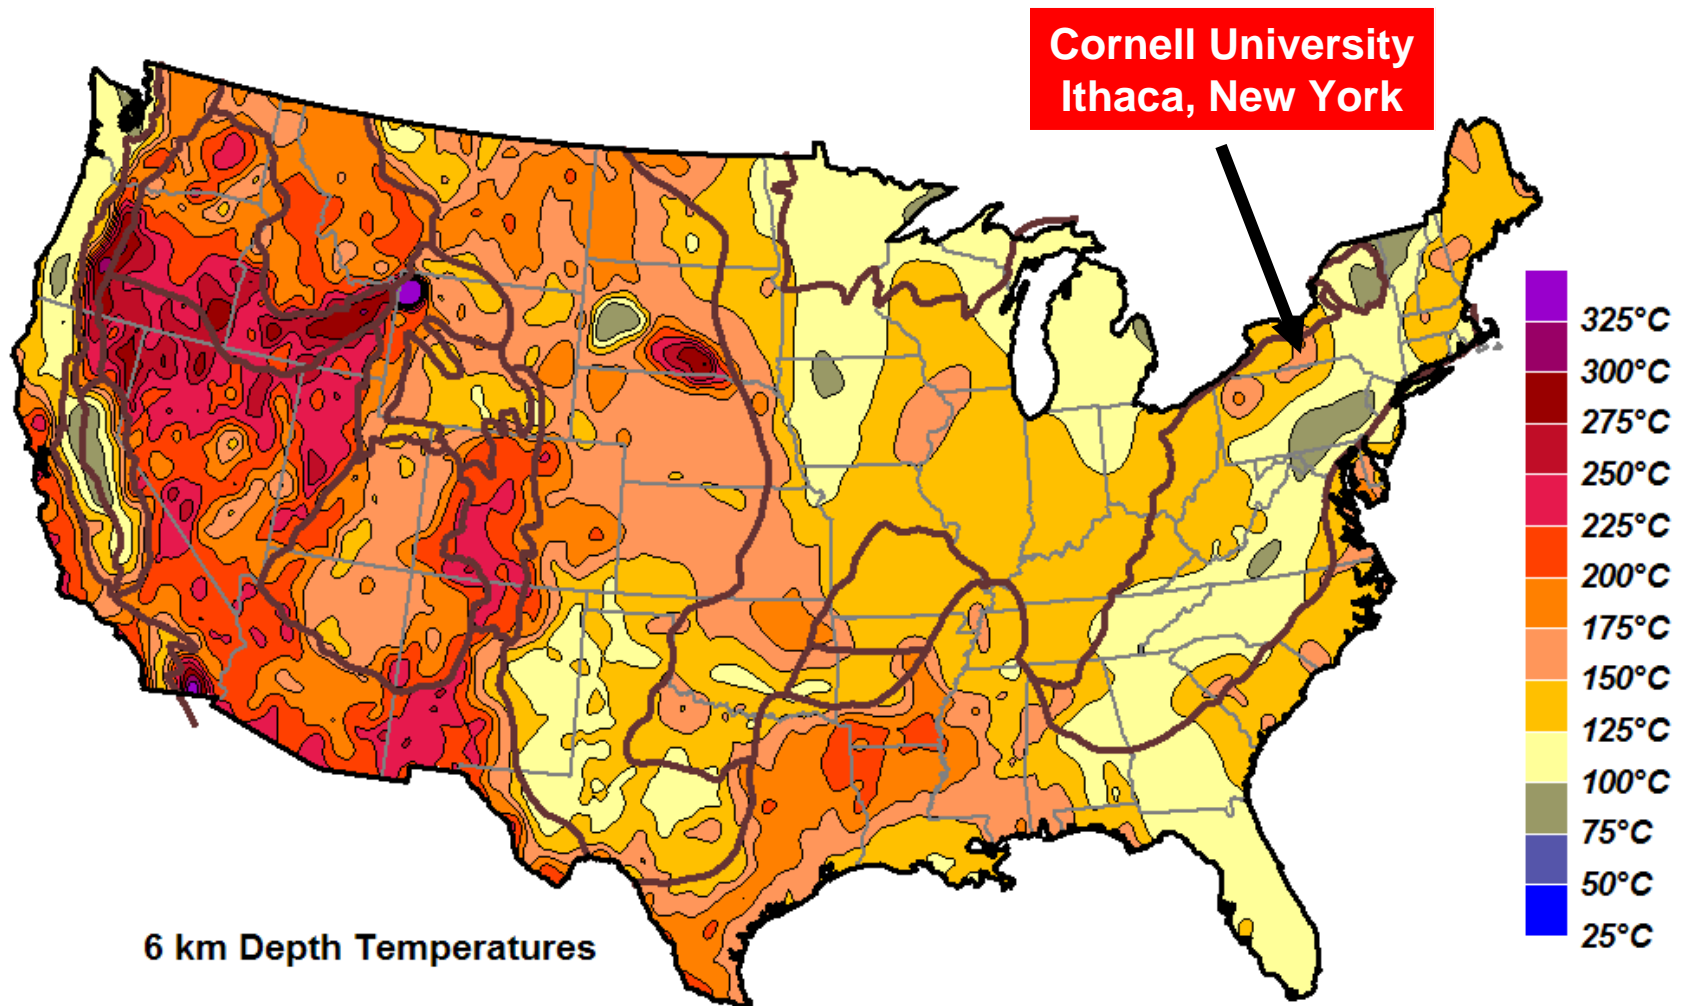 Cornell University
Ithaca, New York
325°C
300°C
275°C
250°C
225°C
200°C
175°C
150°C
125°C
100°C
75°C
50°C
25°C
6 km Depth Temperatures